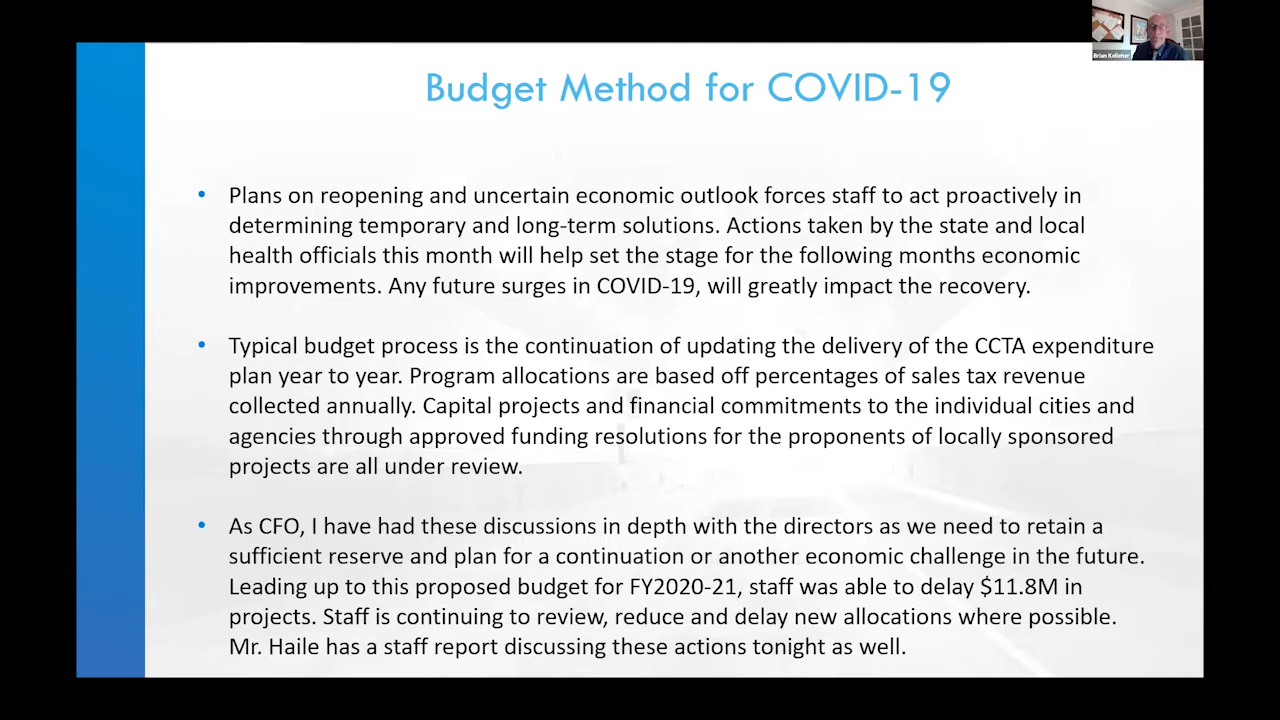 Brian Kelleher
Budget Method for COVID-19
• Plans on reopening and uncertain economic outlook forces staff to act proactively in
determining temporary and long-term solutions. Actions taken by the state and local
health officials this month will help set the stage for the following months economic
improvements. Any future surges in COVID-19, will greatly impact the recovery.
• Typical budget process is the continuation of updating the delivery of the CCTA expenditure
plan year to year. Program allocations are based off percentages of sales tax revenue
collected annually. Capital projects and financial commitments to the individual cities and
agencies through approved funding resolutions for the proponents of locally sponsored
projects are all under review.
• As CFO, I have had these discussions in depth with the directors as we need to retain a
sufficient reserve and plan for a continuation or another economic challenge in the future.
Leading up to this proposed budget for FY2020-21, staff was able to delay $11.8M in
projects. Staff is continuing to review, reduce and delay new allocations where possible.
Mr. Haile has a staff report discussing these actions tonight as well.